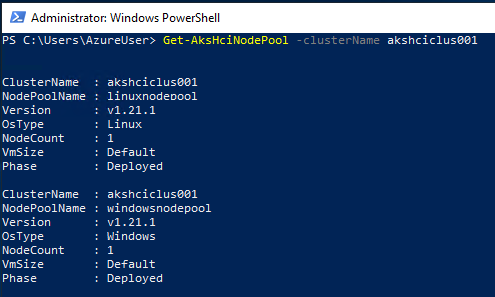 Administrator: Windows PowerShell
PS C:\Users\AzureUser> Get-AksHciNodePool -clusterName akshciclus001
ClusterName  : akshciclus001
NodePoolName : linuxnodepool
Version      : v1.21.1
OsType       : Linux
NodeCount    : 1
VmSize       : Default
Phase        : Deployed
ClusterName  : akshciclus001
NodePoolName : windowsnodepool
Version      : v1.21.1
OsType       : Windows
NodeCount    : 1
VmSize       : Default
Phase        : Deployed